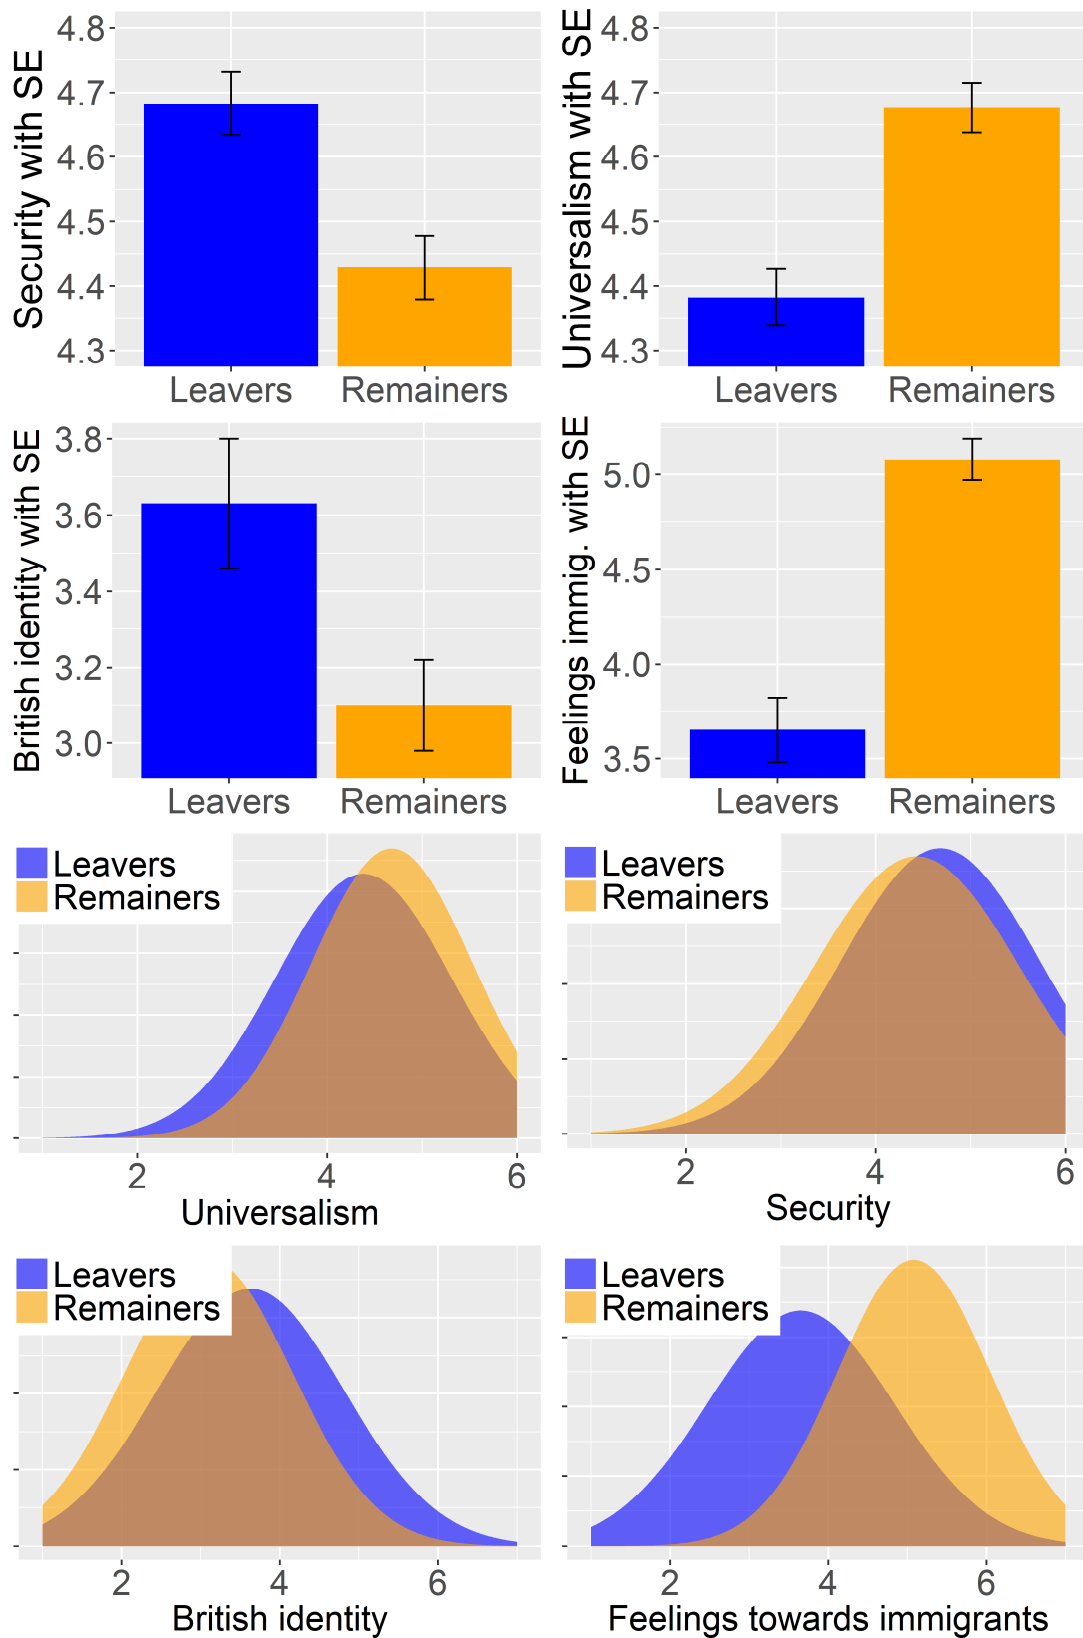 Security with SE
4.8
4.7
4.6
4.5
4.4
4.3
Leavers Remainers
Universalism with SE
4.8
4.7
4.6
4.5
4.4
4.3
Leavers Remainers
British identity with SE
3.8
3.6
3.4
3.2
3.0
Leavers Remainers
Feelings immig. with SE
5.0
4.5
4.0
3.5
Leavers Remainers
Leavers
Remainers
2 4 6
Universalism
Leavers
Remainers
2 4 6
Security
Leavers
Remainers
2 4 6
British identity
Leavers
Remainers
2 4 6
Feelings towards immigrants